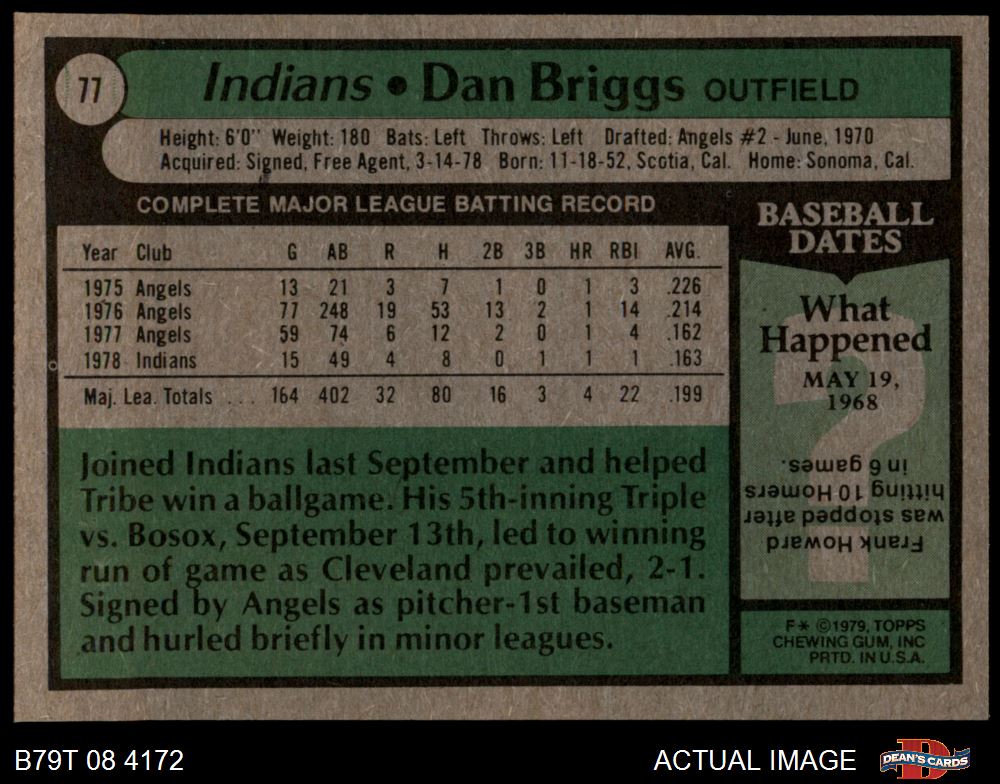 77
Indians • Dan Briggs OUTFIELD
Height: 6'0" Weight: 180 Bats: Left Throws: Left Drafted: Angels #2 - June, 1970
Acquired: Signed, Free Agent, 3-14-78 Born: 11-18-52, Scotia, Cal. Home: Sonoma, Cal.
COMPLETE MAJOR LEAGUE BATTING RECORD
Year Club G AB R H 2B 3B HR RBI AVG.
1975 Angels 13 21 3 7 1 0 1 3 .226
1976 Angels 77 248 19 53 13 2 1 14 .214
1977 Angels 59 74 6 12 2 0 1 4 .162
1978 Indians 15 49 4 8 0 1 1 1 .163
Maj. Lea. Totals ... 164 402 32 80 16 3 4 22 .199
Joined Indians last September and helped
Tribe win a ballgame. His 5th-inning Triple
vs. Bosox, September 13th, led to winning
run of game as Cleveland prevailed, 2-1.
Signed by Angels as pitcher-1st baseman
and hurled briefly in minor leagues.
BASEBALL
DATES
What
Happened
MAY 19,
1968
?
Frank Howard
was stopped after
hitting 10 Homers
in 6 games.
F* ©1979, TOPPS
CHEWING GUM, INC
PRTD. IN U.S.A.
B79T 08 4172
ACTUAL IMAGE
D
DEAN'S CARDS